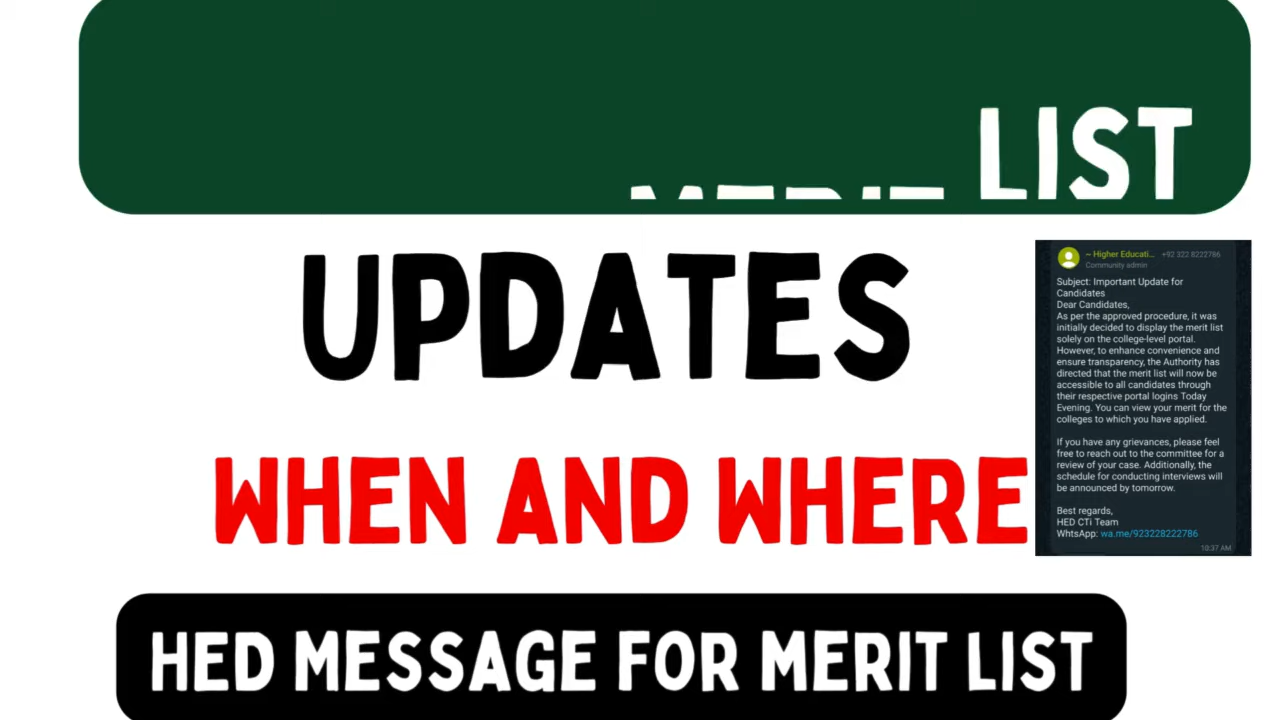 MERIT LIST
UPDATES
WHEN AND WHERE
~ Higher Educati... +92 322 8222786
Community admin
Subject: Important Update for
Candidates
Dear Candidates,
As per the approved procedure, it was
initially decided to display the merit list
solely on the college-level portal.
However, to enhance convenience and
ensure transparency, the Authority has
directed that the merit list will now be
accessible to all candidates through
their respective portal logins Today
Evening. You can view your merit for the
colleges to which you have applied.
If you have any grievances, please feel
free to reach out to the committee for a
review of your case. Additionally, the
schedule for conducting interviews will
be announced by tomorrow.
Best regards,
HED CTi Team
WhtsApp: wa.me/923228222786
10:37 AM
HED MESSAGE FOR MERIT LIST